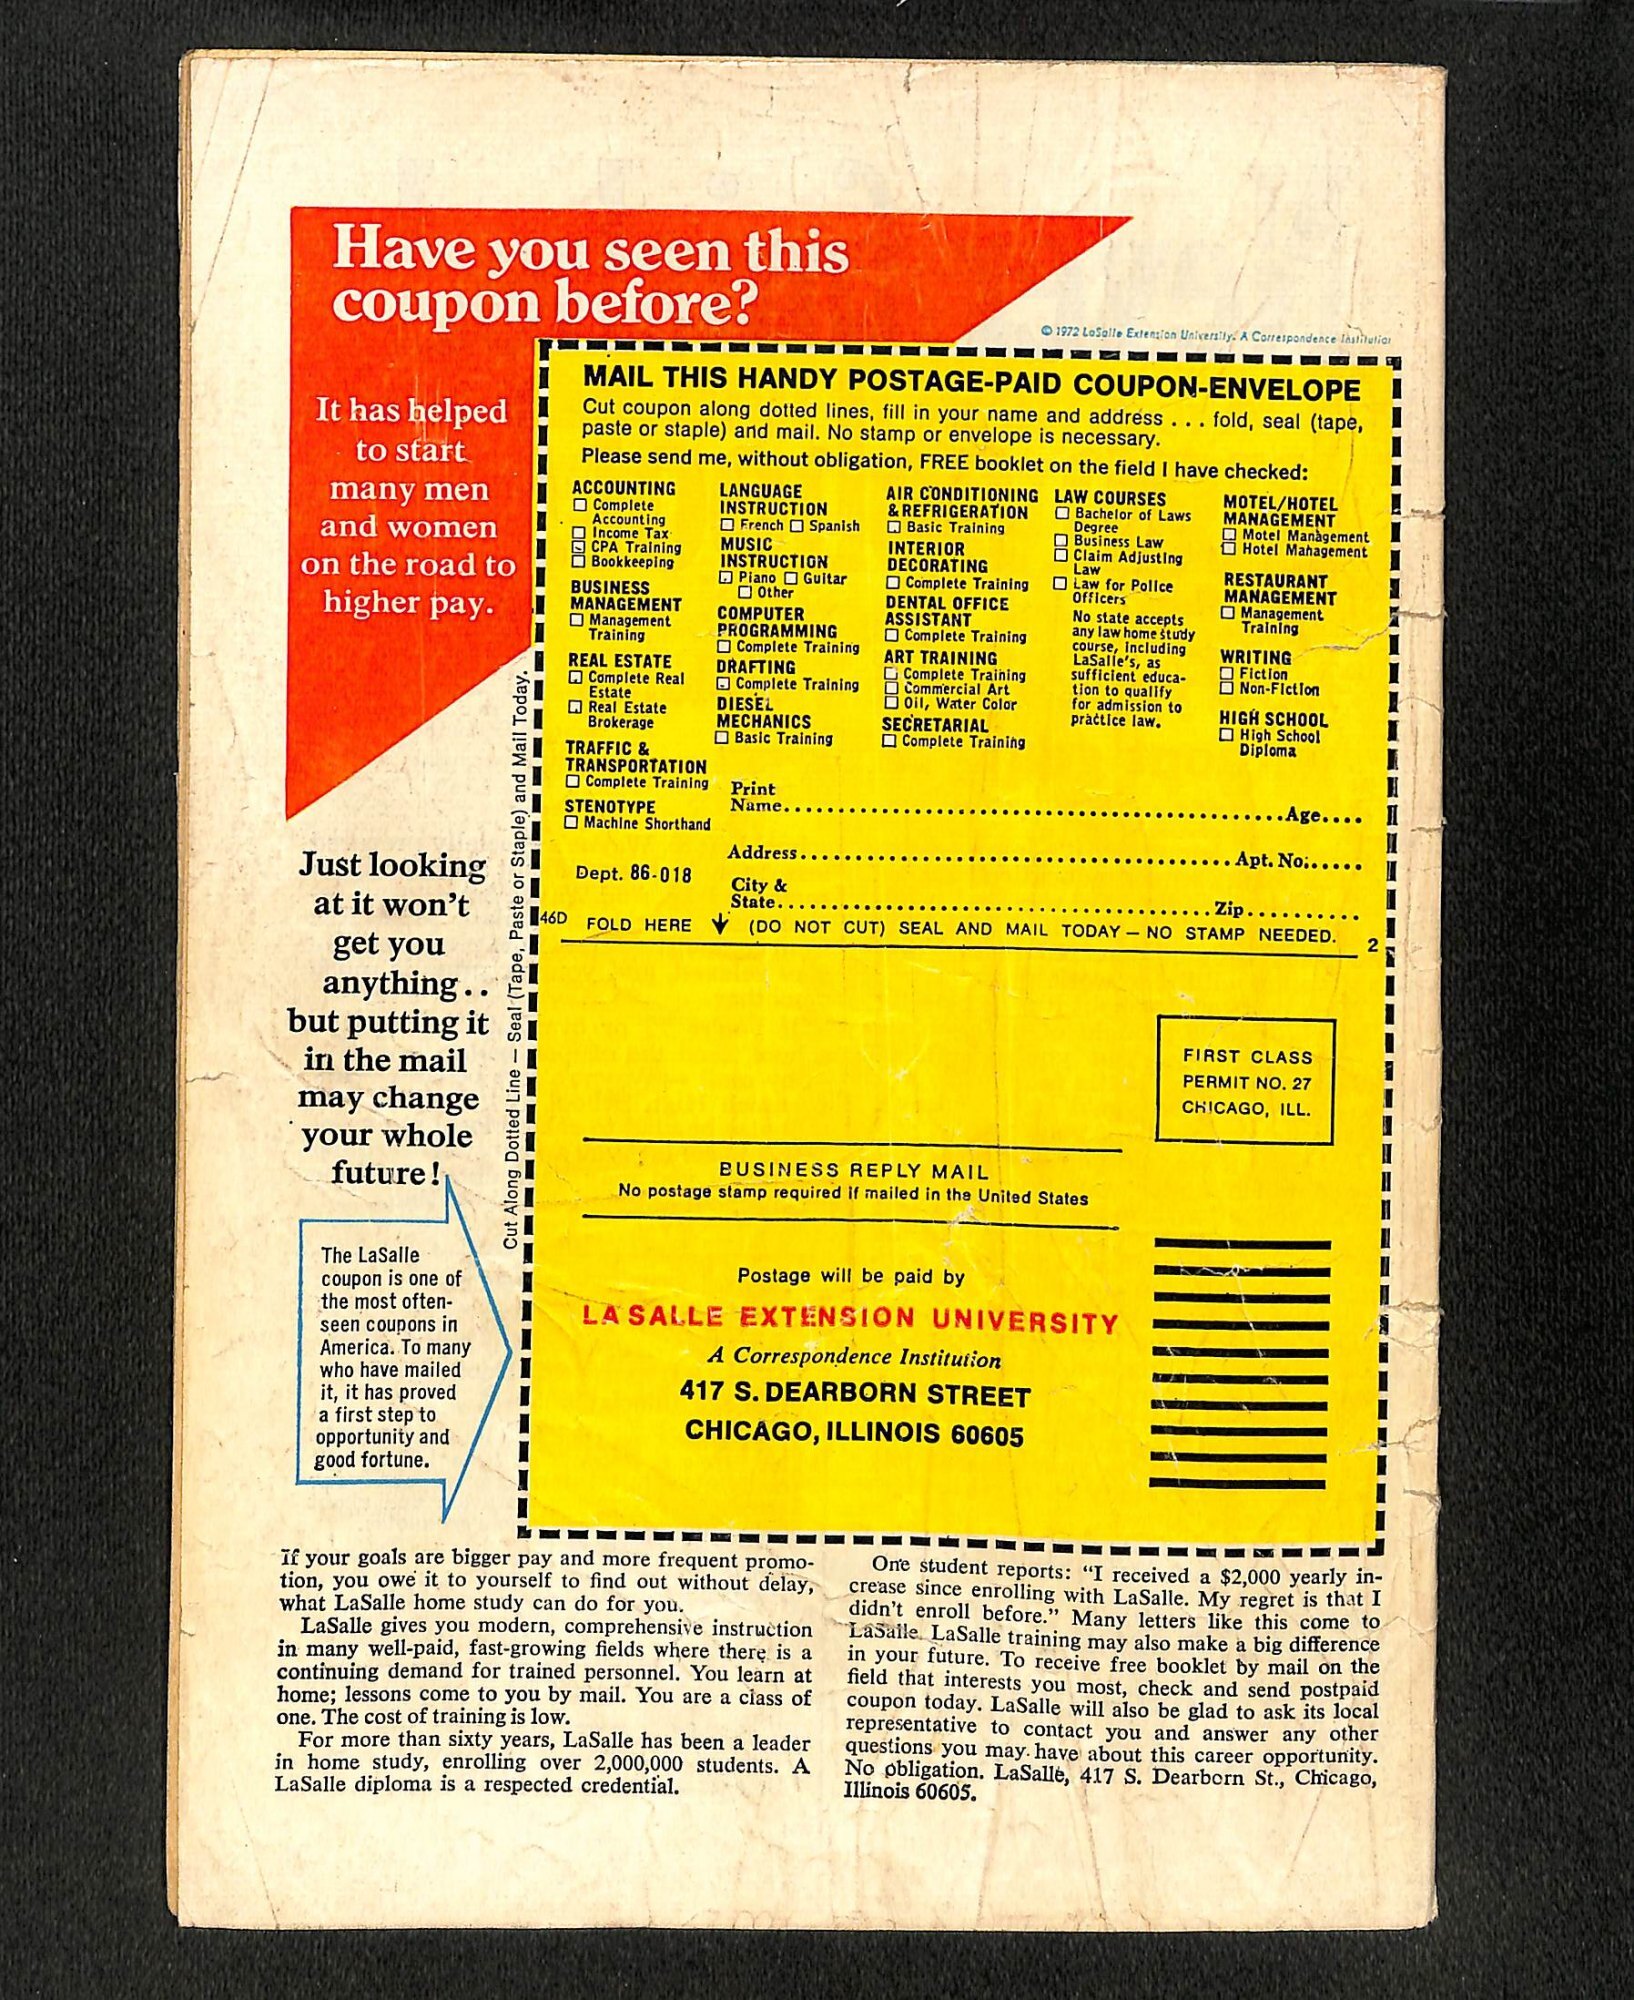 Have you seen this
coupon before?
It has helped
to start
many men
and women
on the road to
higher pay.
© 1972 LaSalle Extension University. A Correspondence Institution
MAIL THIS HANDY POSTAGE-PAID COUPON-ENVELOPE
Cut coupon along dotted lines, fill in your name and address . . . fold, seal (tape,
paste or staple) and mail. No stamp or envelope is necessary.
Please send me, without obligation, FREE booklet on the field I have checked:
ACCOUNTING
☐ Complete
Accounting
☐ Income Tax
☐ CPA Training
☐ Bookkeeping
BUSINESS
MANAGEMENT
☐ Management
Training
REAL ESTATE
☐ Complete Real
Estate
☐ Real Estate
Brokerage
TRAFFIC &
TRANSPORTATION
☐ Complete Training
STENOTYPE
☐ Machine Shorthand
LANGUAGE
INSTRUCTION
☐ French ☐ Spanish
MUSIC
INSTRUCTION
☐ Piano ☐ Guitar
☐ Other
COMPUTER
PROGRAMMING
☐ Complete Training
DRAFTING
☐ Complete Training
DIESEL
MECHANICS
☐ Basic Training
AIR CONDITIONING
& REFRIGERATION
☐ Basic Training
INTERIOR
DECORATING
☐ Complete Training
DENTAL OFFICE
ASSISTANT
☐ Complete Training
ART TRAINING
☐ Complete Training
☐ Commercial Art
☐ Oil, Water Color
SECRETARIAL
☐ Complete Training
LAW COURSES
☐ Bachelor of Laws
Degree
☐ Business Law
☐ Claim Adjusting
Law
☐ Law for Police
Officers
No state accepts
any law home study
course, including
LaSalle's, as
sufficient educa-
tion to qualify
for admission to
practice law.
MOTEL/HOTEL
MANAGEMENT
☐ Motel Management
☐ Hotel Management
RESTAURANT
MANAGEMENT
☐ Management
Training
WRITING
☐ Fiction
☐ Non-Fiction
HIGH SCHOOL
☐ High School
Diploma
Print
Name.................................................Age....
Address...........................................Apt. No......
City &
State...........................................Zip..........
Dept. 86-018
46D FOLD HERE ↓ (DO NOT CUT) SEAL AND MAIL TODAY — NO STAMP NEEDED. 2
Cut Along Dotted Line — Seal (Tape, Paste or Staple) and Mail Today.
Just looking
at it won't
get you
anything..
but putting it
in the mail
may change
your whole
future!
FIRST CLASS
PERMIT NO. 27
CHICAGO, ILL.
BUSINESS REPLY MAIL
No postage stamp required if mailed in the United States
Postage will be paid by
LA SALLE EXTENSION UNIVERSITY
A Correspondence Institution
417 S. DEARBORN STREET
CHICAGO, ILLINOIS 60605
The LaSalle
coupon is one of
the most often-
seen coupons in
America. To many
who have mailed
it, it has proved
a first step to
opportunity and
good fortune.
If your goals are bigger pay and more frequent promo-
tion, you owe it to yourself to find out without delay,
what LaSalle home study can do for you.
LaSalle gives you modern, comprehensive instruction
in many well-paid, fast-growing fields where there is a
continuing demand for trained personnel. You learn at
home; lessons come to you by mail. You are a class of
one. The cost of training is low.
For more than sixty years, LaSalle has been a leader
in home study, enrolling over 2,000,000 students. A
LaSalle diploma is a respected credential.
One student reports: "I received a $2,000 yearly in-
crease since enrolling with LaSalle. My regret is that I
didn't enroll before." Many letters like this come to
LaSalle. LaSalle training may also make a big difference
in your future. To receive free booklet by mail on the
field that interests you most, check and send postpaid
coupon today. LaSalle will also be glad to ask its local
representative to contact you and answer any other
questions you may have about this career opportunity.
No obligation. LaSalle, 417 S. Dearborn St., Chicago,
Illinois 60605.